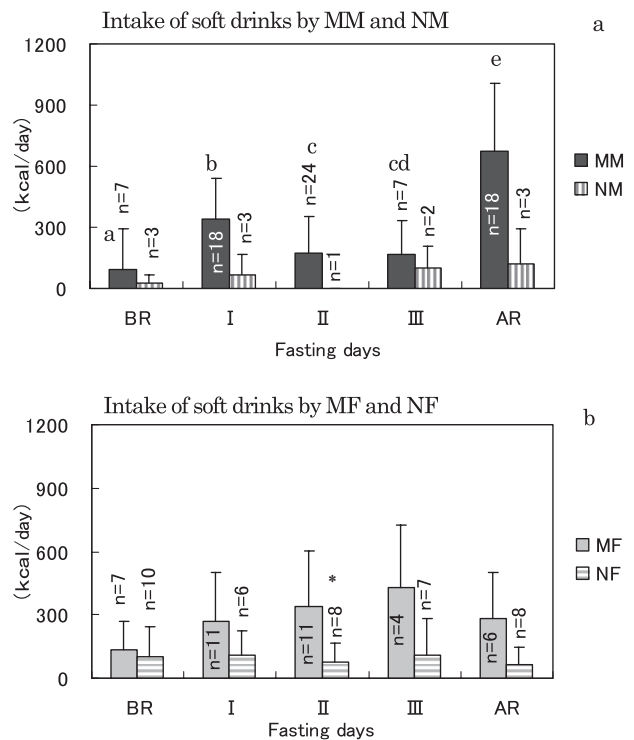 Intake of soft drinks by MM and NM
a
1200
900
600
300
0
(kcal/day)
a
n=7
n=3
b
n=18
n=3
c
n=24
n=1
cd
n=7
n=2
e
n=18
n=3
MM
NM
BR I II III AR
Fasting days
Intake of soft drinks by MF and NF
b
1200
900
600
300
0
(kcal/day)
n=7
n=10
n=11
n=6
n=11
*
n=8
n=4
n=7
n=6
n=8
MF
NF
BR I II III AR
Fasting days